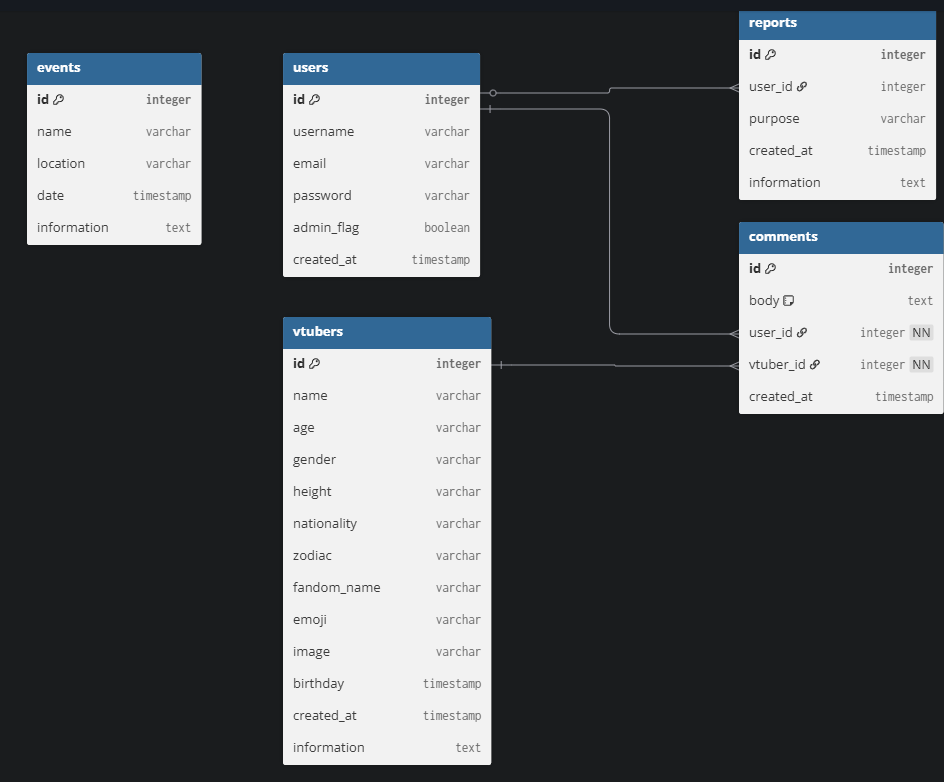 events
id integer
name varchar
location varchar
date timestamp
information text
users
id integer
username varchar
email varchar
password varchar
admin_flag boolean
created_at timestamp
vtubers
id integer
name varchar
age varchar
gender varchar
height varchar
nationality varchar
zodiac varchar
fandom_name varchar
emoji varchar
image varchar
birthday timestamp
created_at timestamp
information text
reports
id integer
user_id integer
purpose varchar
created_at timestamp
information text
comments
id integer
body text
user_id integer NN
vtuber_id integer NN
created_at timestamp